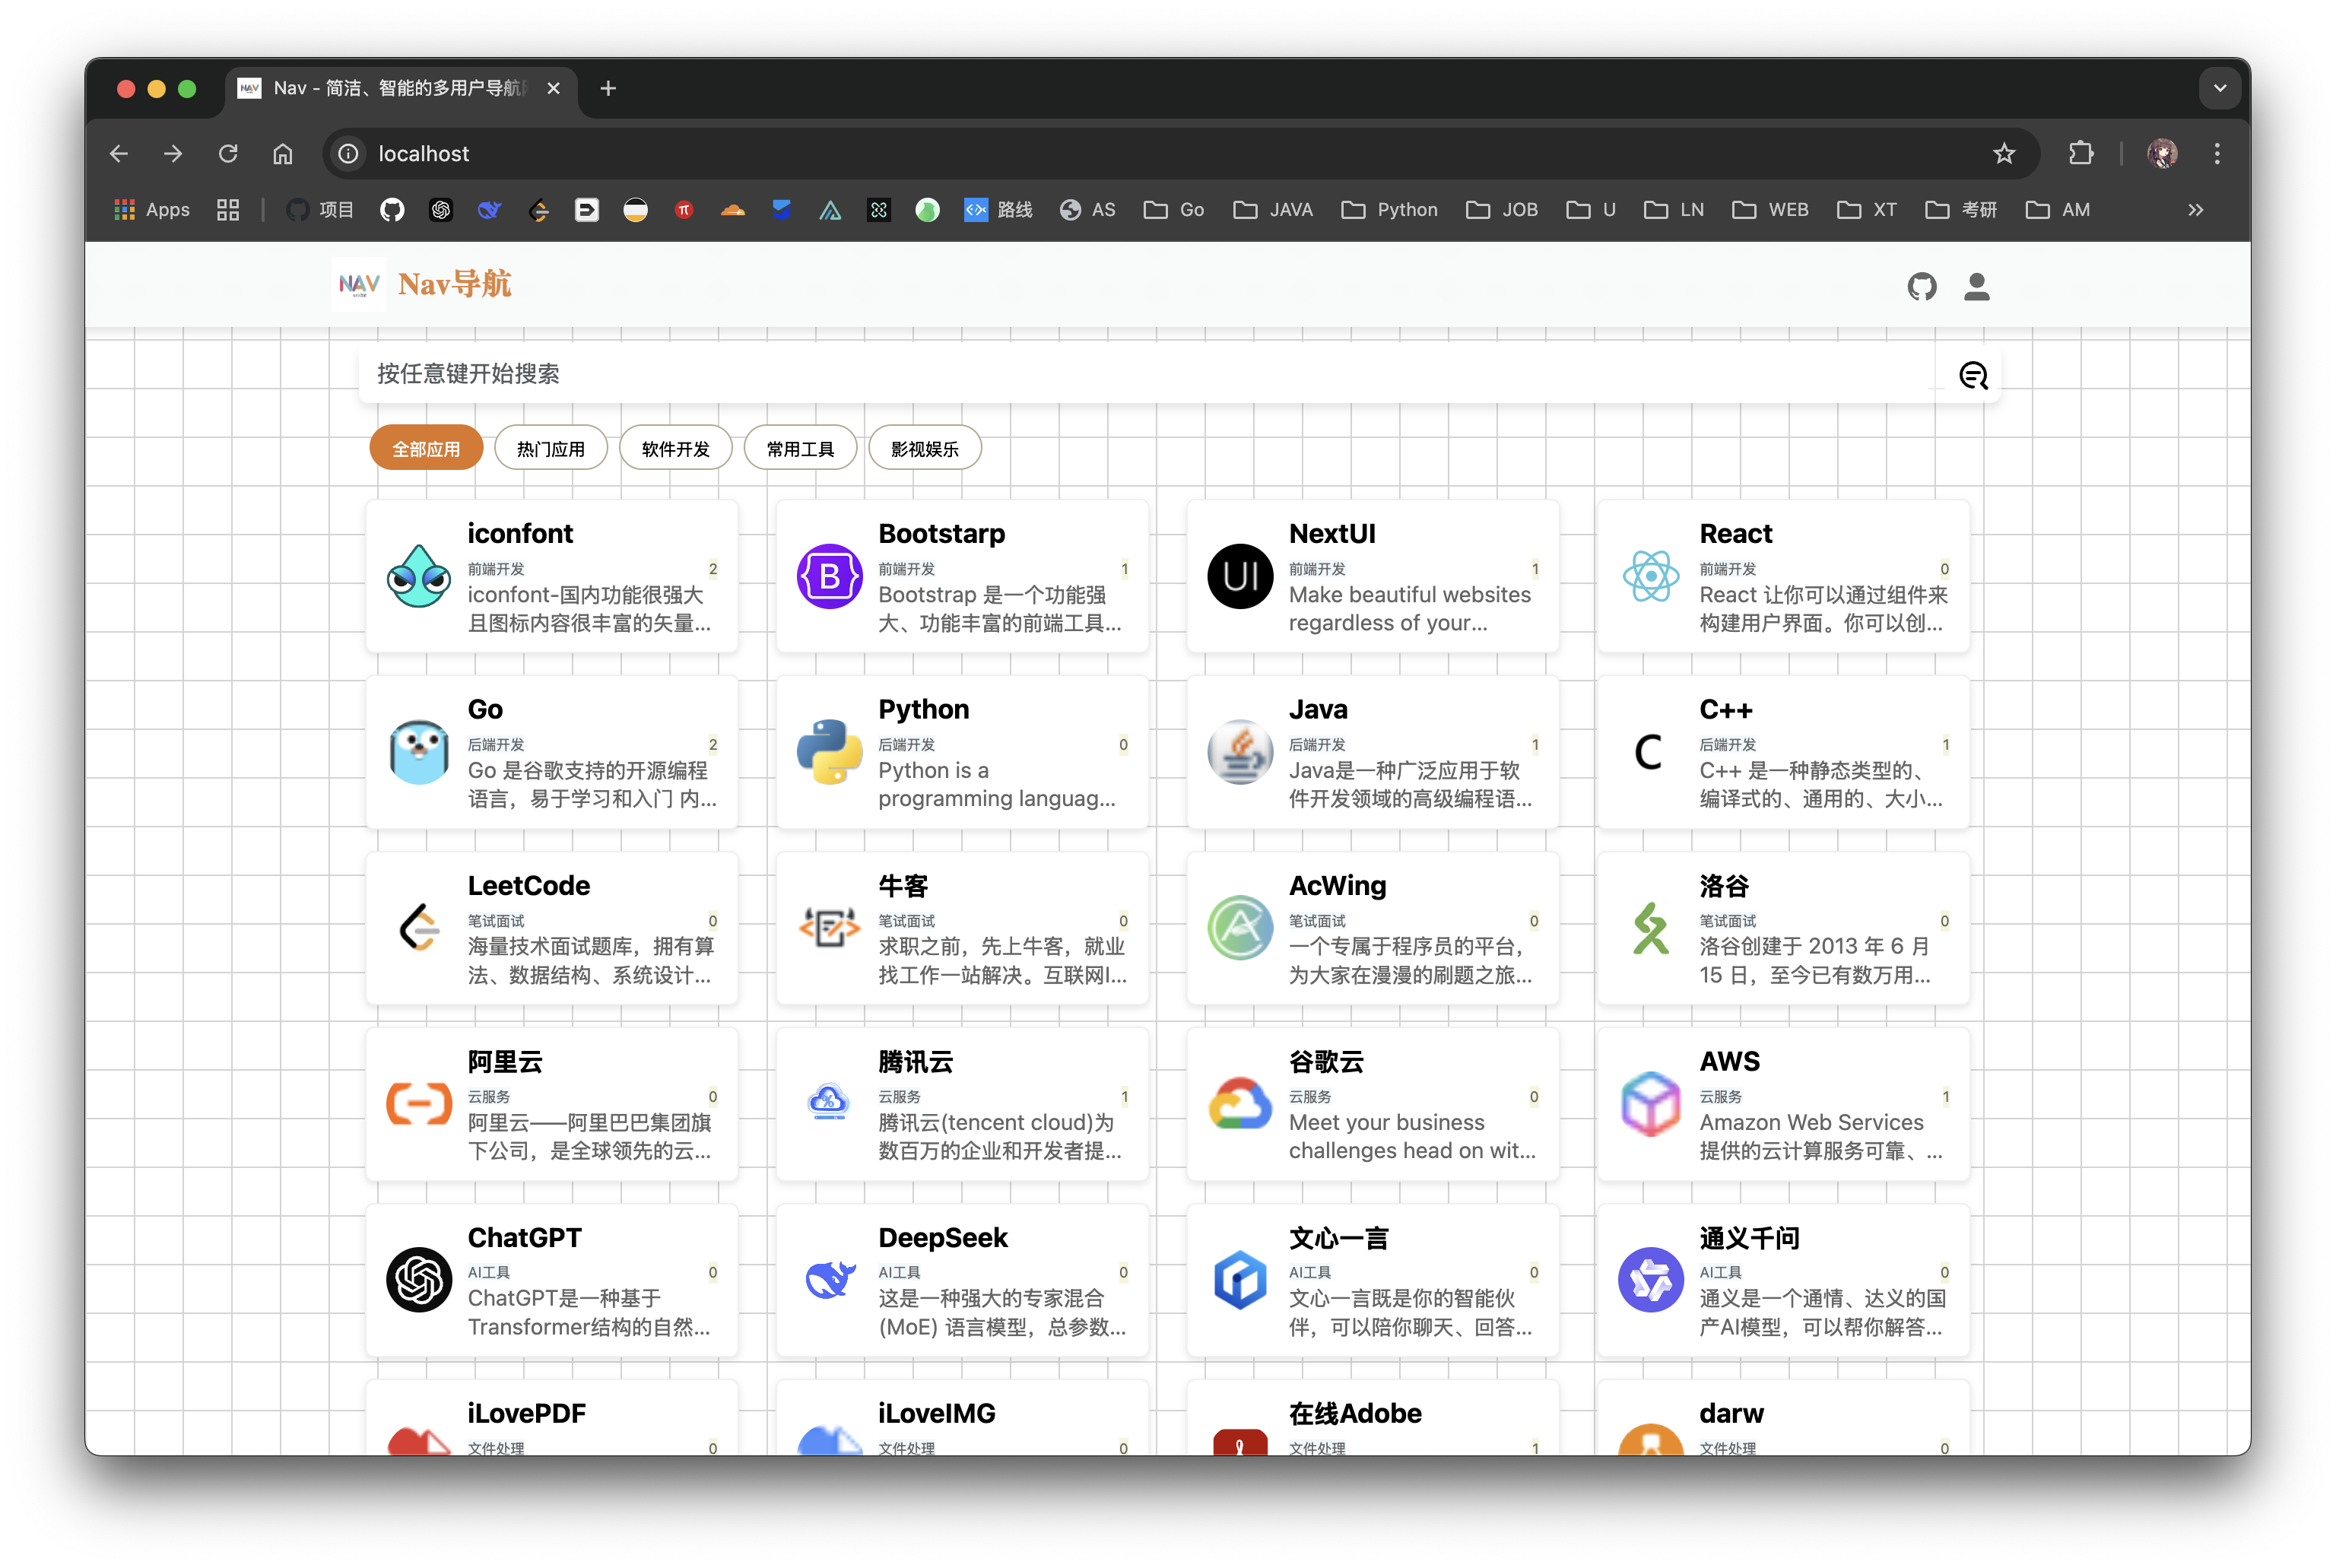 Nav - 简洁、智能的多用户导航
localhost
Apps 项目 路线 AS Go JAVA Python JOB U LN WEB XT 考研 AM
NAV Nav导航
按任意键开始搜索
全部应用 热门应用 软件开发 常用工具 影视娱乐
iconfont
前端开发 2
iconfont-国内功能很强大
且图标内容很丰富的矢量...
Bootstarp
前端开发 1
Bootstrap 是一个功能强
大、功能丰富的前端工具...
NextUI
前端开发 1
Make beautiful websites
regardless of your...
React
前端开发 0
React 让你可以通过组件来
构建用户界面。你可以创...
Go
后端开发 2
Go 是谷歌支持的开源编程
语言，易于学习和入门 内...
Python
后端开发 0
Python is a
programming languag...
Java
后端开发 1
Java是一种广泛应用于软
件开发领域的高级编程语...
C++
后端开发 1
C++ 是一种静态类型的、
编译式的、通用的、大小...
LeetCode
笔试面试 0
海量技术面试题库，拥有算
法、数据结构、系统设计...
牛客
笔试面试 0
求职之前，先上牛客，就业
找工作一站解决。互联网I...
AcWing
笔试面试 0
一个专属于程序员的平台，
为大家在漫漫的刷题之旅...
洛谷
笔试面试 0
洛谷创建于 2013 年 6 月
15 日，至今已有数万用...
阿里云
云服务 0
阿里云——阿里巴巴集团旗
下公司，是全球领先的云...
腾讯云
云服务 1
腾讯云(tencent cloud)为
数百万的企业和开发者提...
谷歌云
云服务 0
Meet your business
challenges head on wit...
AWS
云服务 1
Amazon Web Services
提供的云计算服务可靠、...
ChatGPT
AI工具 0
ChatGPT是一种基于
Transformer结构的自然...
DeepSeek
AI工具 0
这是一种强大的专家混合
(MoE) 语言模型，总参数...
文心一言
AI工具 0
文心一言既是你的智能伙
伴，可以陪你聊天、回答...
通义千问
AI工具 0
通义是一个通情、达义的国
产AI模型，可以帮你解答...
iLovePDF
文件处理 0
iLoveIMG
文件处理 0
在线Adobe
文件处理 1
darw
文件处理 0